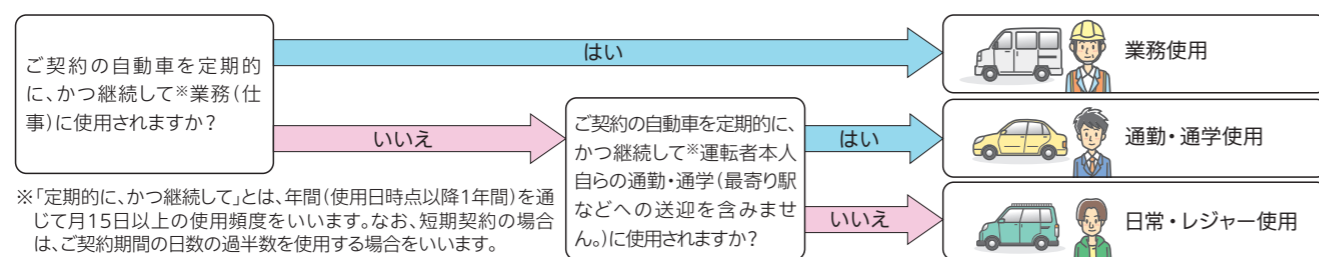 ご契約の自動車を定期的
に、かつ継続して※業務(仕
事)に使用されますか？
はい
業務使用
いいえ
ご契約の自動車を定期的に、
かつ継続して※運転者本人
自らの通勤・通学(最寄り駅
などへの送迎を含みませ
ん。)に使用されますか？
はい
通勤・通学使用
いいえ
日常・レジャー使用
※「定期的に、かつ継続して」とは、年間(使用日時点以降1年間)を通
じて月15日以上の使用頻度をいいます。なお、短期契約の場合
は、ご契約期間の日数の過半数を使用する場合をいいます。